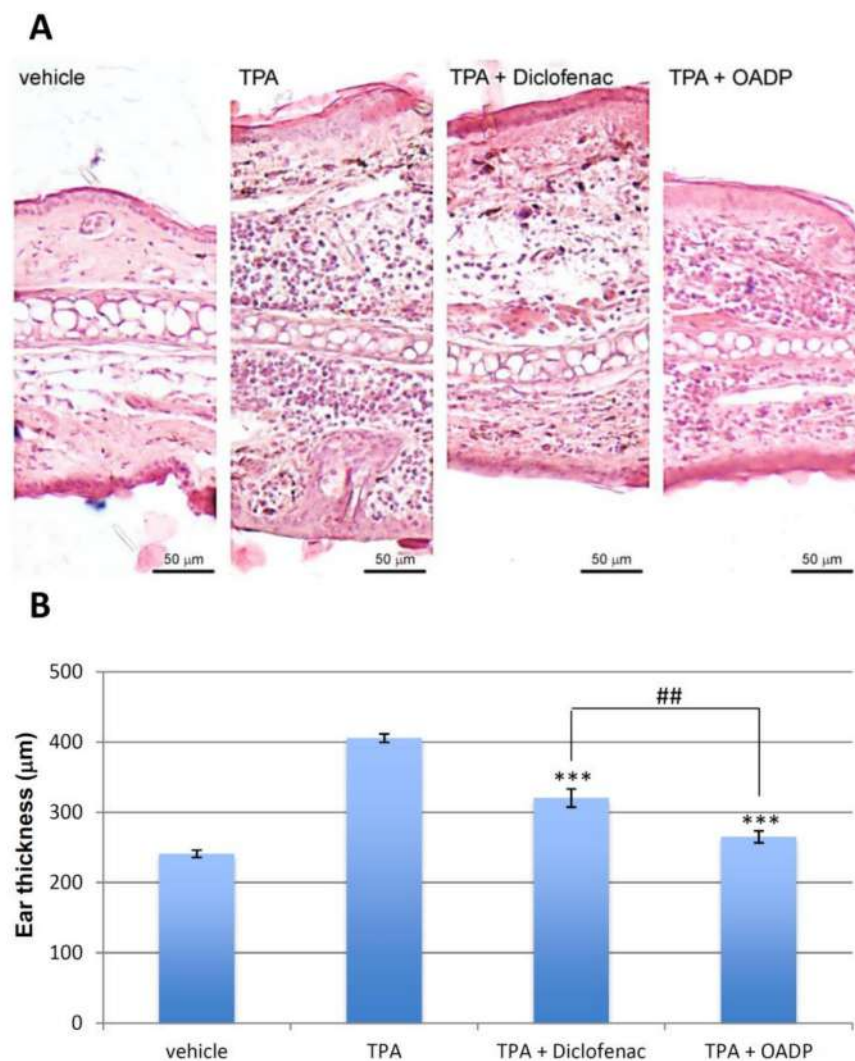 A
vehicle TPA TPA + Diclofenac TPA + OADP
50 μm 50 μm 50 μm 50 μm
B
500
##
400
***
300
***
200
100
0
Ear thickness (μm)
vehicle TPA TPA + Diclofenac TPA + OADP